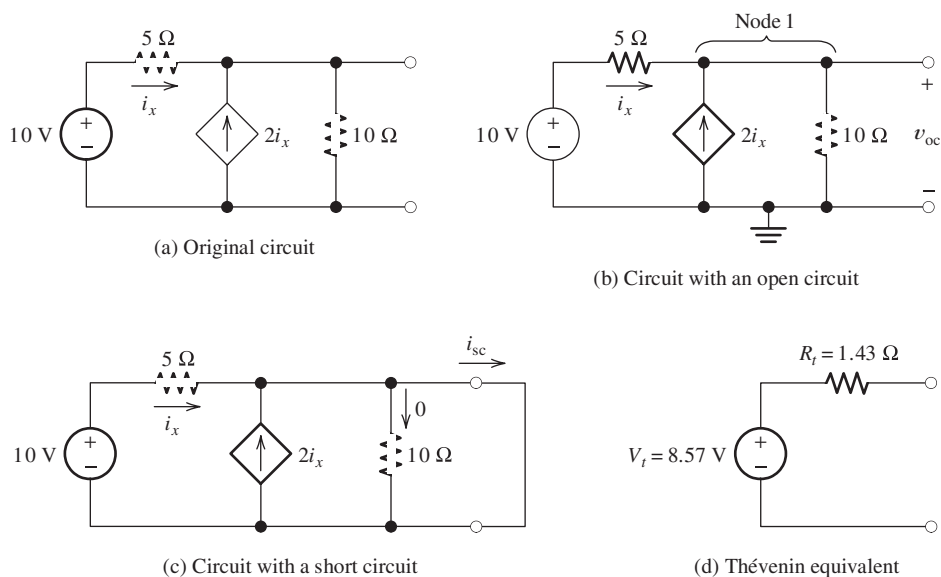 5 Ω
i_x
10 V
+
−
2i_x
10 Ω
(a) Original circuit
Node 1
5 Ω
i_x
10 V
+
−
2i_x
10 Ω
+
v_oc
−
(b) Circuit with an open circuit
5 Ω
i_x
10 V
+
−
2i_x
0
10 Ω
i_sc
(c) Circuit with a short circuit
R_t = 1.43 Ω
V_t = 8.57 V
+
−
(d) Thévenin equivalent